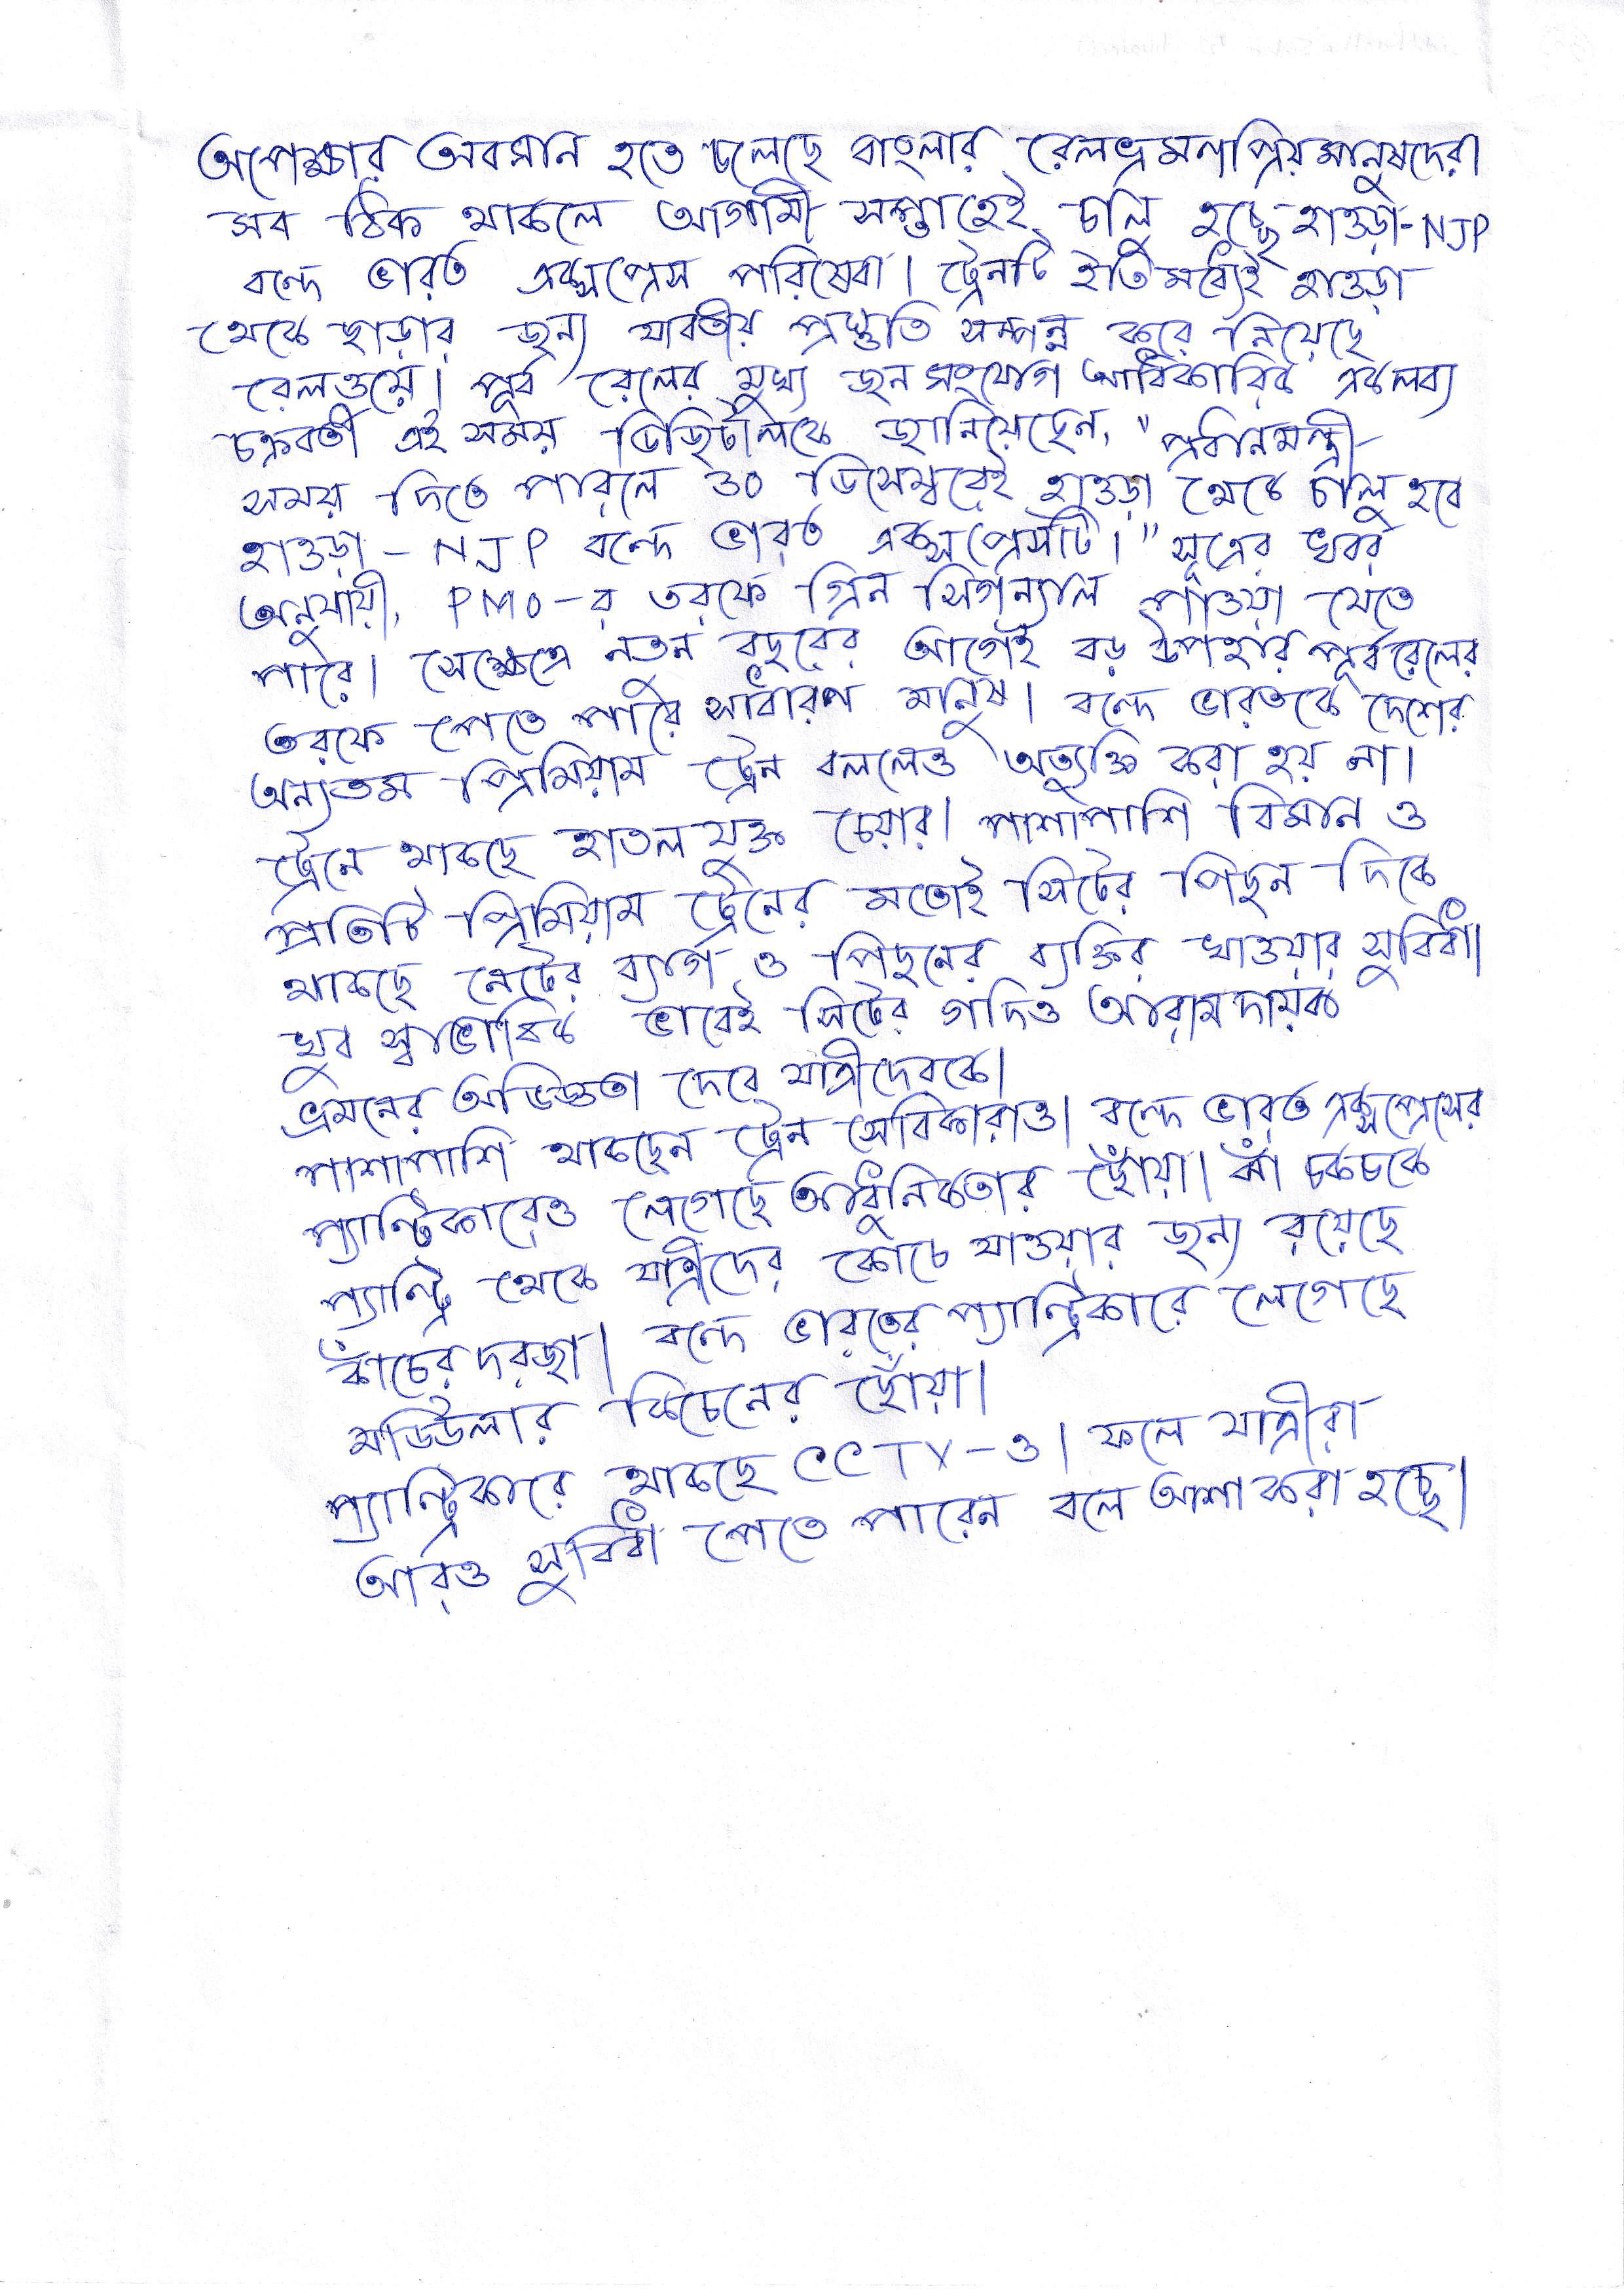 অপেক্ষার অবসান হতে চলেছে বাংলার রেলভ্রমণপ্রিয় মানুষদের।
সব ঠিক থাকলে আগামী সপ্তাহেই চালু হচ্ছে হাওড়া-NJP
বন্দে ভারত এক্সপ্রেস পরিষেবা। ট্রেনটি ইতিমধ্যেই হাওড়া
থেকে ছাড়ার জন্য যাবতীয় প্রস্তুতি সম্পন্ন করে নিয়েছে
রেলওয়ে। পূর্ব রেলের মুখ্য জনসংযোগ আধিকারিক একলব্য
চক্রবর্তী এই সময় ডিজিটালকে জানিয়েছেন, "প্রধানমন্ত্রী
সময় দিতে পারলে ৩০ ডিসেম্বরেই হাওড়া থেকে চালু হবে
হাওড়া - NJP বন্দে ভারত এক্সপ্রেসটি।" সূত্রের খবর
অনুযায়ী, PMO-র তরফে গ্রিন সিগন্যাল পাওয়া যেতে
পারে। সেক্ষেত্রে নতুন বছরের আগেই বড় উপহার পূর্বরেলের
তরফে পেতে পারে সাধারণ মানুষ। বন্দে ভারতকে দেশের
অন্যতম প্রিমিয়াম ট্রেন বললেও অত্যুক্তি করা হয় না।
ট্রেনে থাকছে হাতল যুক্ত চেয়ার। পাশাপাশি বিমান ও
প্রতিটি প্রিমিয়াম ট্রেনের মতোই সিটের পিছন দিকে
থাকছে নেটের ব্যাগ ও পিছনের ব্যক্তির খাওয়ার সুবিধা।
খুব স্বাভাবিক ভাবেই সিটের গদিও আরামদায়ক
ভ্রমনের অভিজ্ঞতা দেবে যাত্রীদেরকে।
পাশাপাশি থাকছেন ট্রেন সেবিকারাও। বন্দে ভারত এক্সপ্রেসের
প্যান্ট্রিকারেও লেগেছে আধুনিকতার ছোঁয়া। ঝাঁ চকচকে
প্যান্ট্রি থেকে যাত্রীদের কোচে যাওয়ার জন্য রয়েছে
কাঁচের দরজা। বন্দে ভারতের প্যান্ট্রিকারে লেগেছে
মডিউলার কিচেনের ছোঁয়া।
প্যান্ট্রিকারে থাকছে CCTV-ও। ফলে যাত্রীরা
আরও সুবিধা পেতে পারেন বলে আশা করা হচ্ছে।